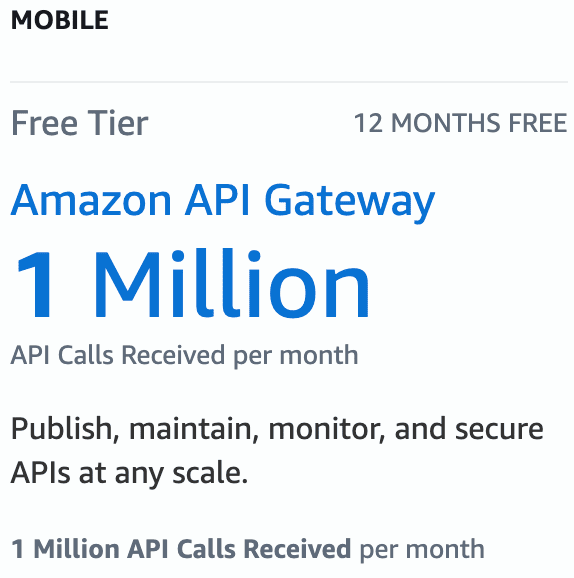 MOBILE
Free Tier 12 MONTHS FREE
Amazon API Gateway
1 Million
API Calls Received per month
Publish, maintain, monitor, and secure
APIs at any scale.
1 Million API Calls Received per month